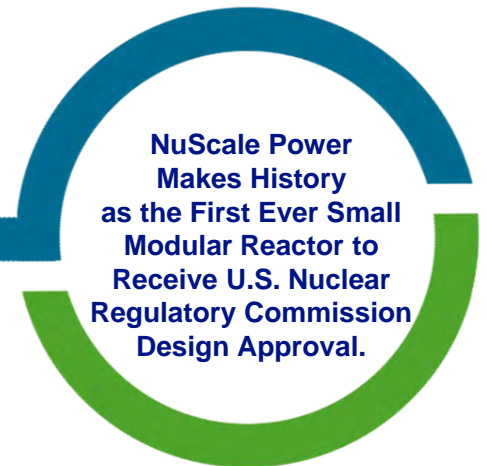 NuScale Power
Makes History
as the First Ever Small
Modular Reactor to
Receive U.S. Nuclear
Regulatory Commission
Design Approval.